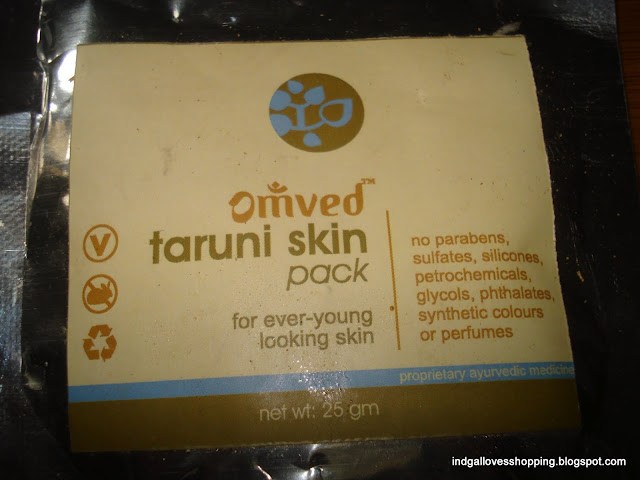 omved™
taruni skin
pack
for ever-young
looking skin
no parabens,
sulfates, silicones,
petrochemicals,
glycols, phthalates,
synthetic colours
or perfumes
V
proprietary ayurvedic medicine
net wt: 25 gm
indgallovesshopping.blogspot.com